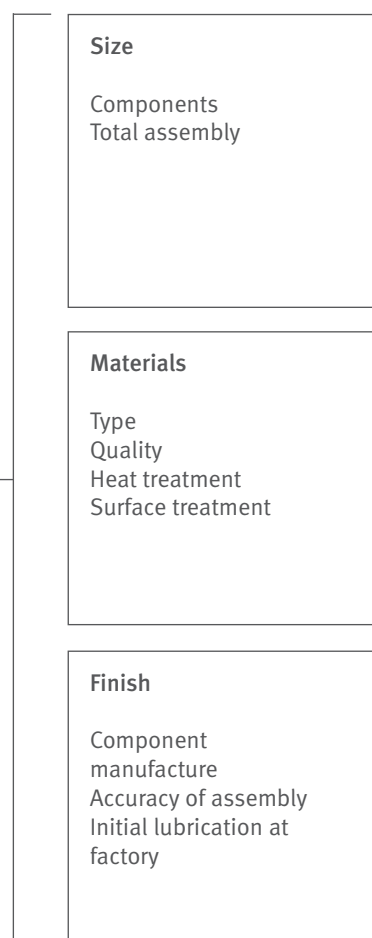 Size
Components
Total assembly
Materials
Type
Quality
Heat treatment
Surface treatment
Finish
Component
manufacture
Accuracy of assembly
Initial lubrication at
factory